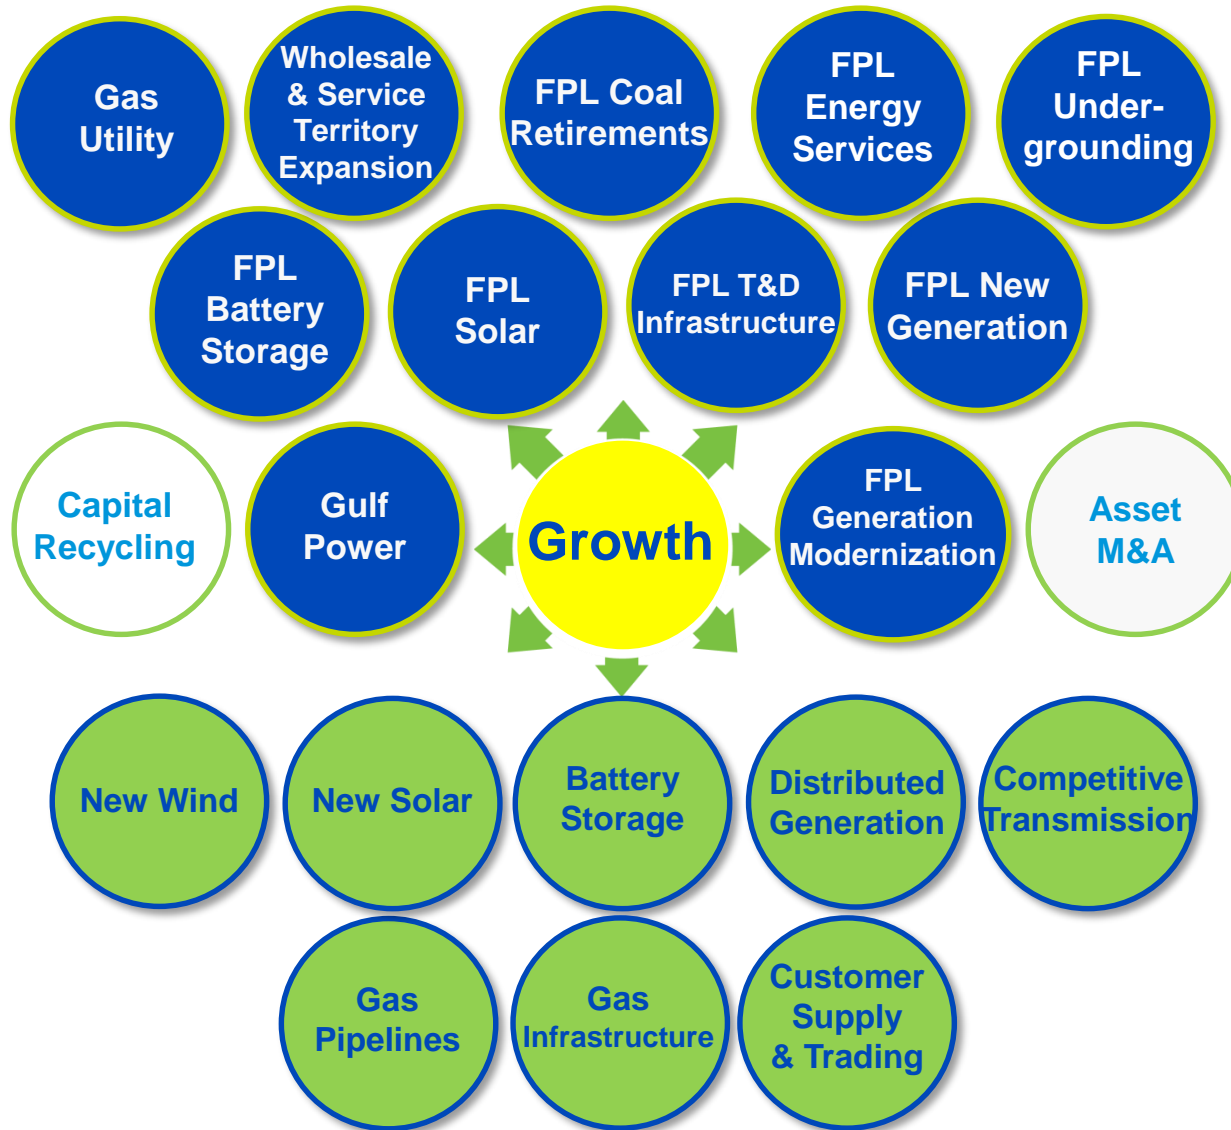 Gas
Utility
Wholesale
& Service
Territory
Expansion
FPL Coal
Retirements
FPL
Energy
Services
FPL
Under-
grounding
FPL
Battery
Storage
FPL
Solar
FPL T&D
Infrastructure
FPL New
Generation
Capital
Recycling
Gulf
Power
Growth
FPL
Generation
Modernization
Asset
M&A
New Wind
New Solar
Battery
Storage
Distributed
Generation
Competitive
Transmission
Gas
Pipelines
Gas
Infrastructure
Customer
Supply
& Trading